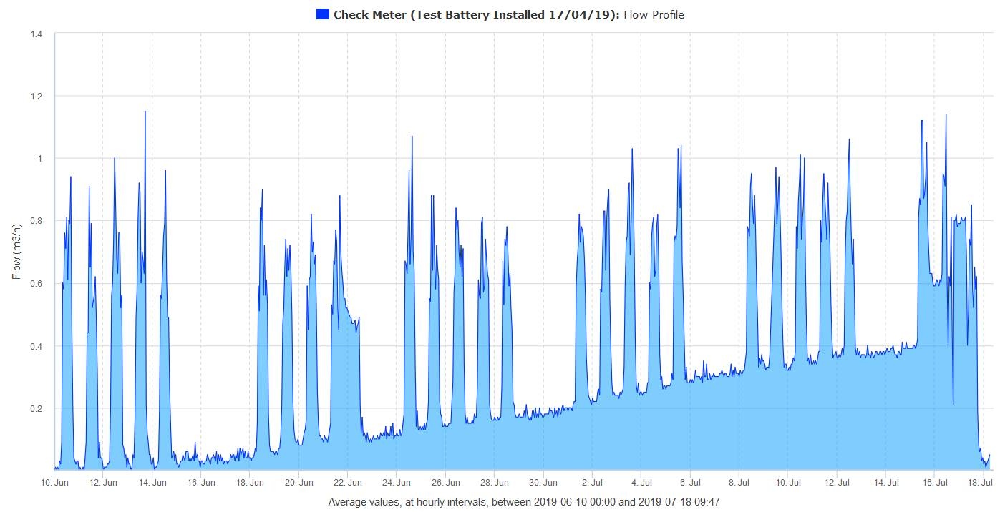 Check Meter (Test Battery Installed 17/04/19): Flow Profile
1.4
1.2
1
0.8
0.6
0.4
0.2
Flow (m3/h)
10. Jun 12. Jun 14. Jun 16. Jun 18. Jun 20. Jun 22. Jun 24. Jun 26. Jun 28. Jun 30. Jun 2. Jul 4. Jul 6. Jul 8. Jul 10. Jul 12. Jul 14. Jul 16. Jul 18. Jul
Average values, at hourly intervals, between 2019-06-10 00:00 and 2019-07-18 09:47